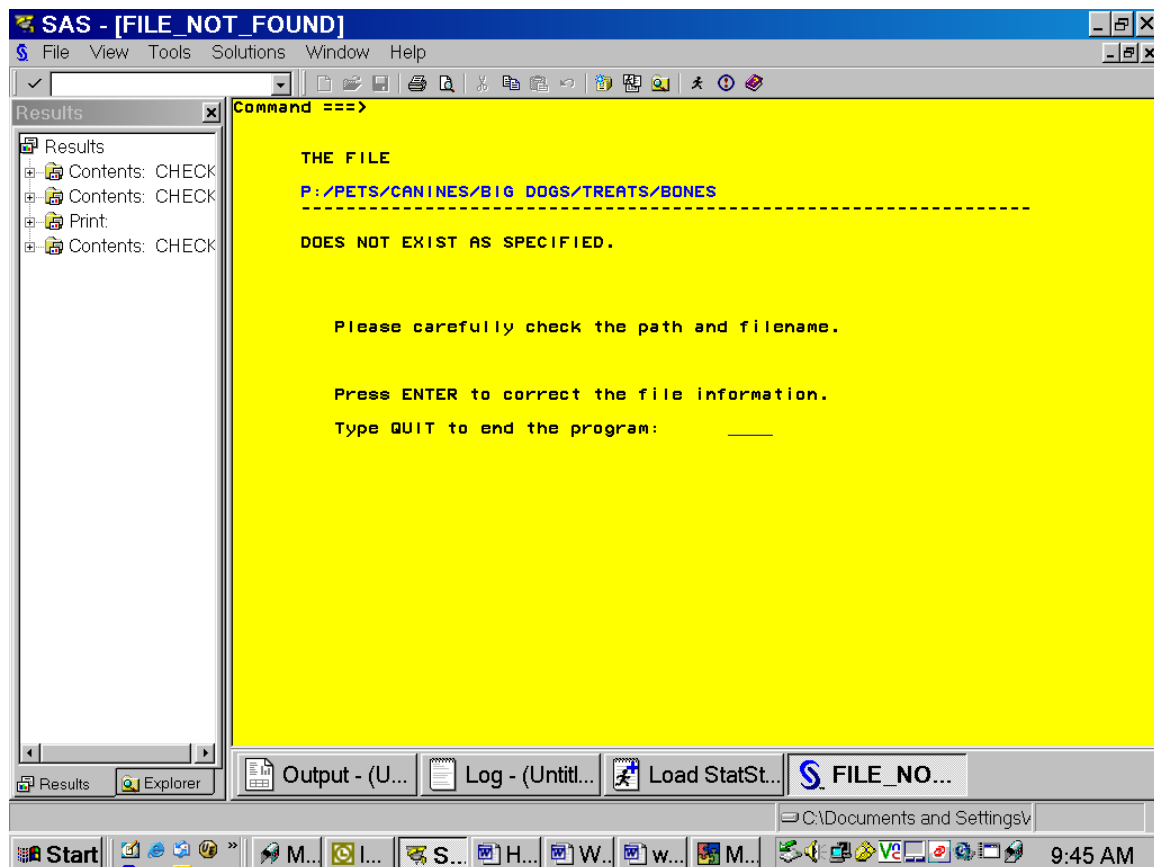 SAS - [FILE_NOT_FOUND]
File View Tools Solutions Window Help
Results
Results
Contents: CHECK
Contents: CHECK
Print:
Contents: CHECK
Command ===>
THE FILE
P:/PETS/CANINES/BIG DOGS/TREATS/BONES
-----------------------------------------------------------------
DOES NOT EXIST AS SPECIFIED.
Please carefully check the path and filename.
Press ENTER to correct the file information.
Type QUIT to end the program: ____
Results Explorer
Output - (U... Log - (Untitl... Load StatSt... FILE_NO...
C:\Documents and Settings\
Start » M... I... S... H... W... w... M... 9:45 AM